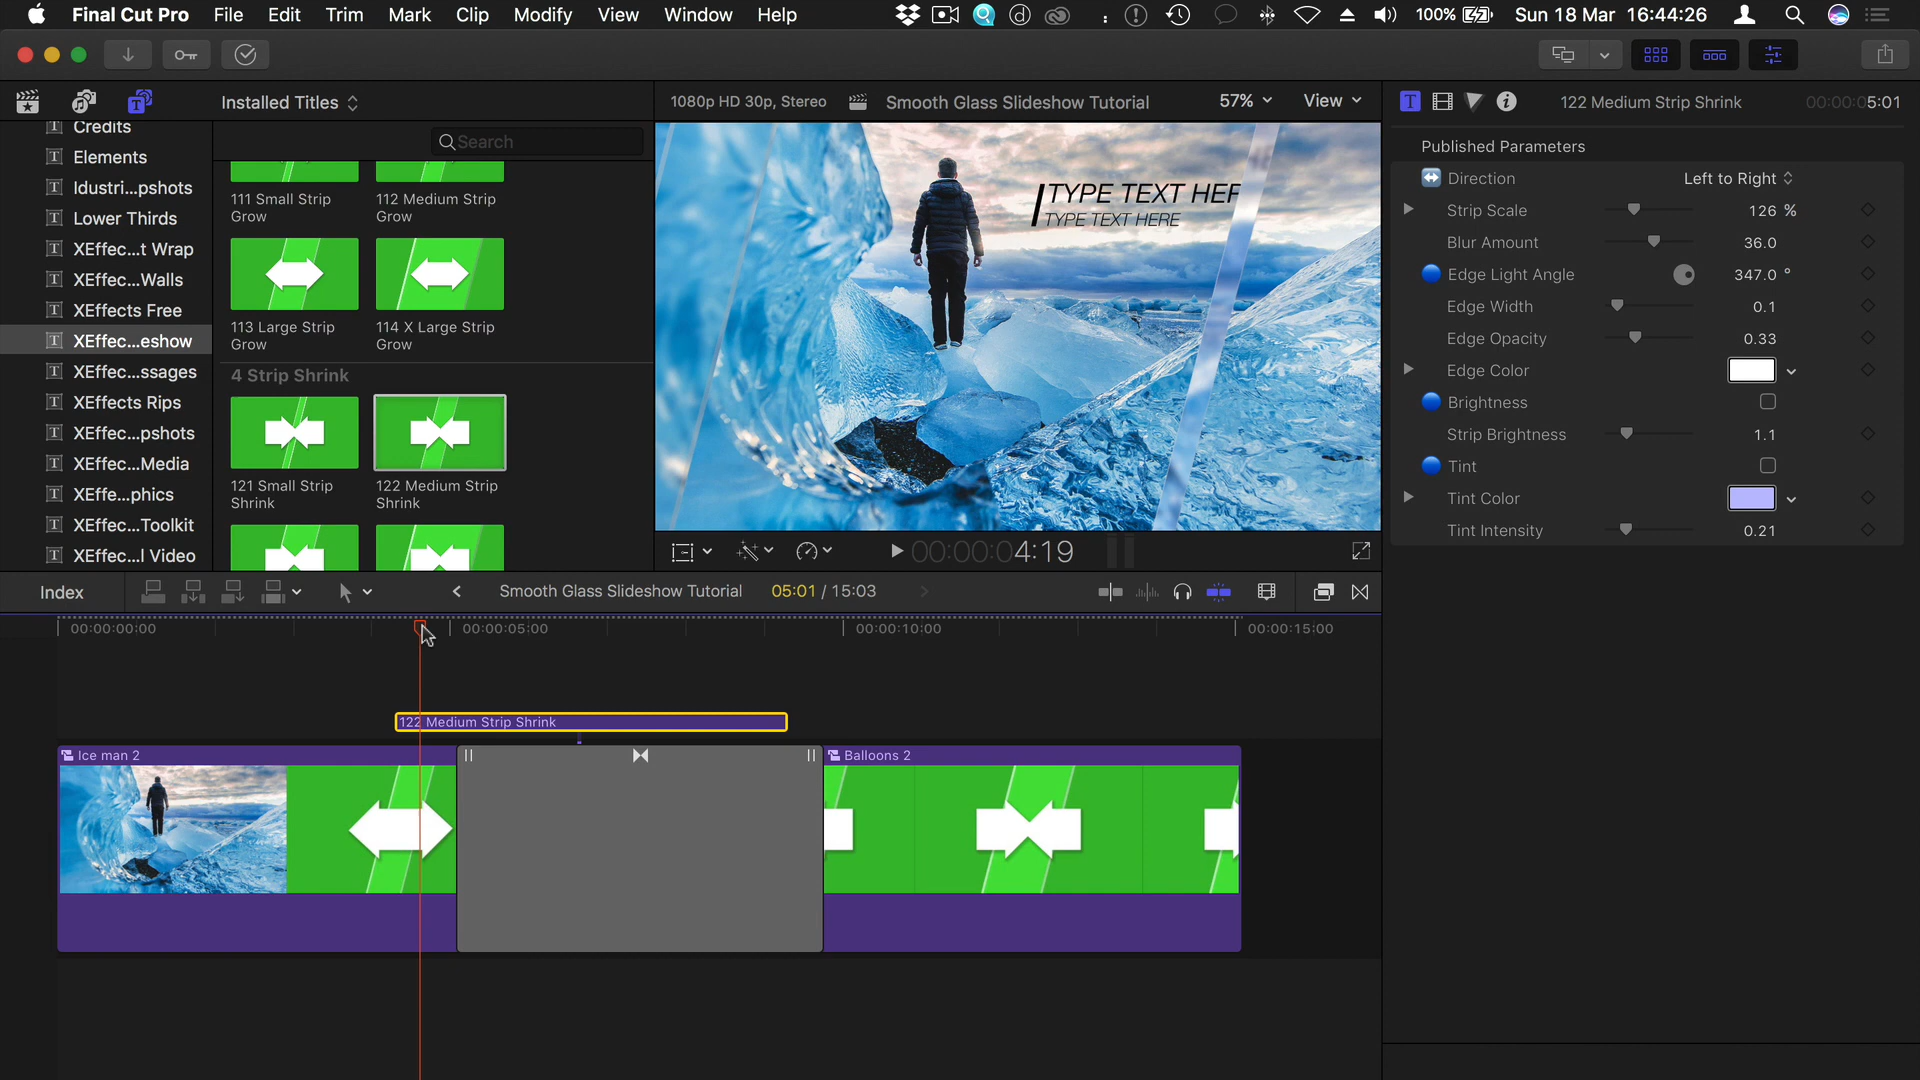 Final Cut Pro File Edit Trim Mark Clip Modify View Window Help
100% Sun 18 Mar 16:44:26
Installed Titles
1080p HD 30p, Stereo
Smooth Glass Slideshow Tutorial
57%
View
122 Medium Strip Shrink
00:00:05:01
Credits
Elements
Idustri...pshots
Lower Thirds
XEffec...t Wrap
XEffec...Walls
XEffects Free
XEffec...eshow
XEffec...ssages
XEffects Rips
XEffec...pshots
XEffec...Media
XEffe...phics
XEffec...Toolkit
XEffec...l Video
Search
111 Small Strip
Grow
112 Medium Strip
Grow
113 Large Strip
Grow
114 X Large Strip
Grow
4 Strip Shrink
121 Small Strip
Shrink
122 Medium Strip
Shrink
TYPE TEXT HEF
TYPE TEXT HERE
00:00:04:19
Published Parameters
Direction Left to Right
Strip Scale 126 %
Blur Amount 36.0
Edge Light Angle 347.0 °
Edge Width 0.1
Edge Opacity 0.33
Edge Color
Brightness
Strip Brightness 1.1
Tint
Tint Color
Tint Intensity 0.21
Index
Smooth Glass Slideshow Tutorial 05:01 / 15:03
00:00:00:00
00:00:05:00
00:00:10:00
00:00:15:00
122 Medium Strip Shrink
Ice man 2
Balloons 2